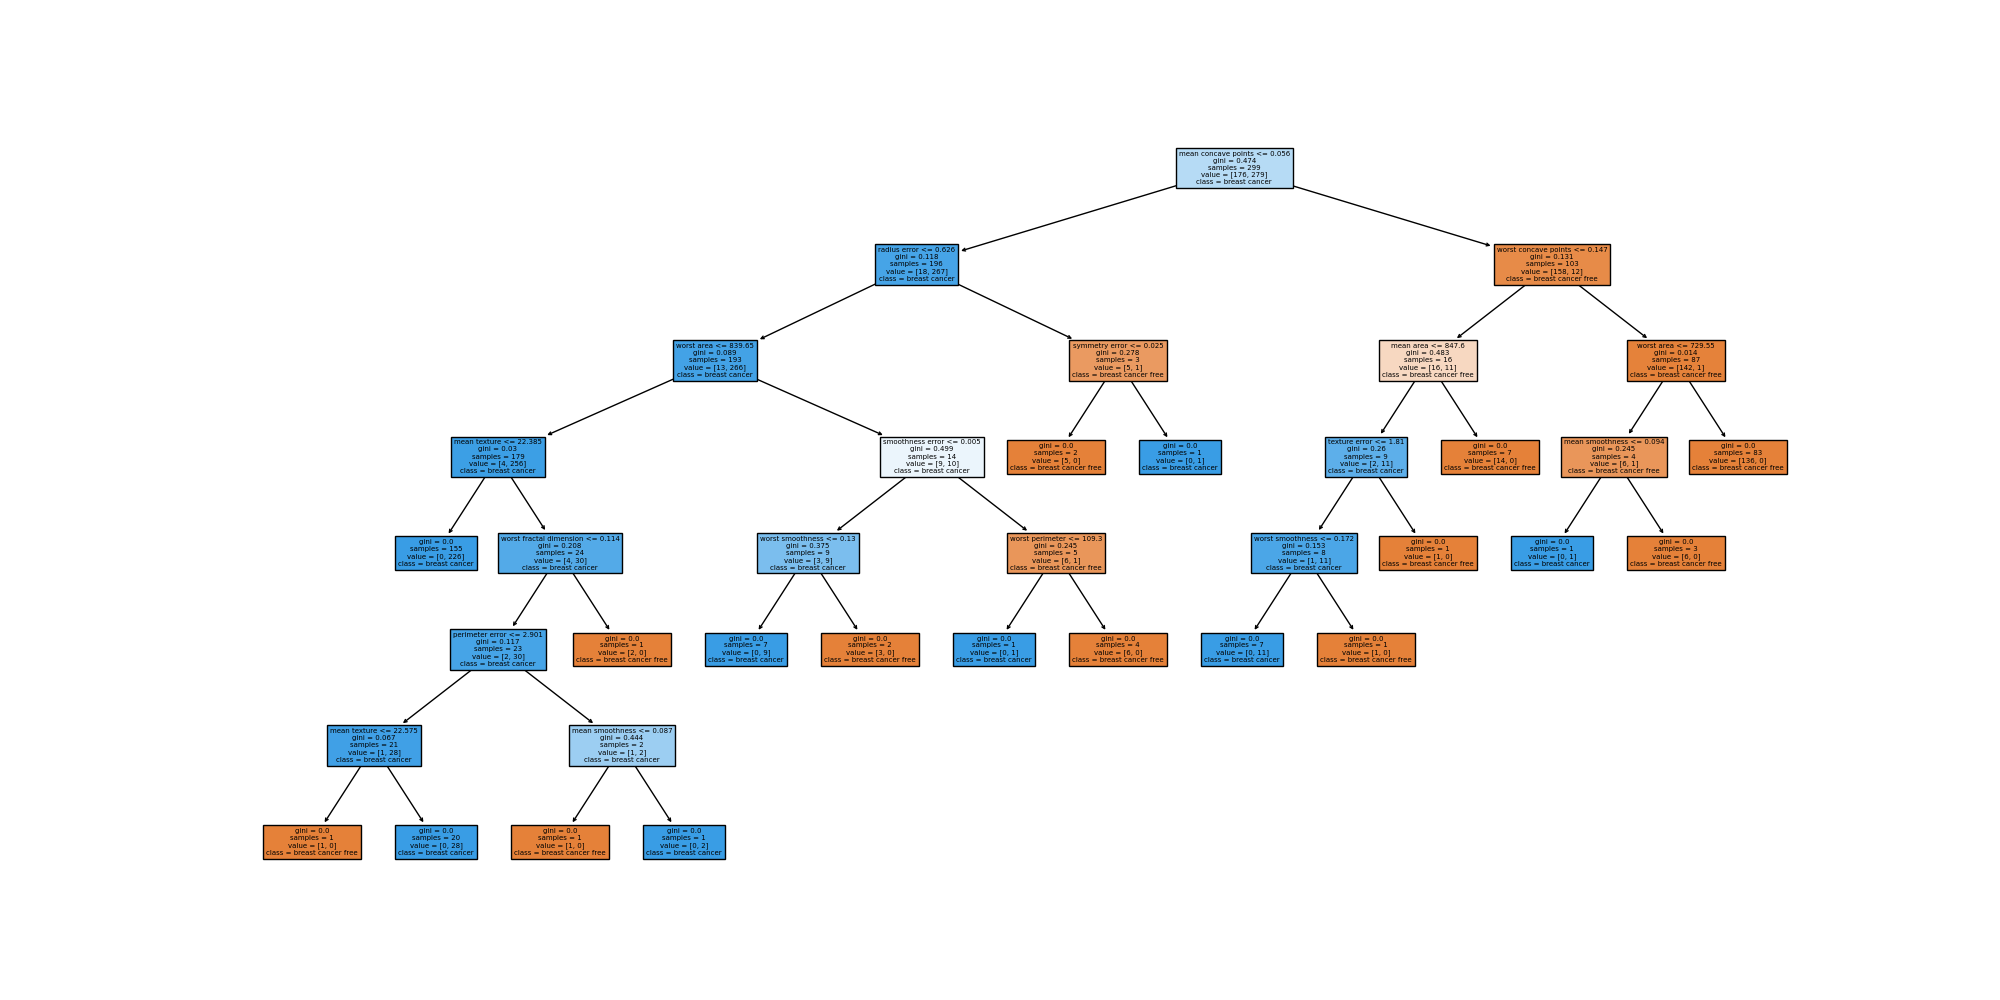 mean concave points <= 0.056
gini = 0.474
samples = 299
value = [176, 279]
class = breast cancer
radius error <= 0.626
gini = 0.118
samples = 196
value = [18, 267]
class = breast cancer
worst concave points <= 0.147
gini = 0.131
samples = 103
value = [158, 12]
class = breast cancer free
worst area <= 839.65
gini = 0.089
samples = 193
value = [13, 266]
class = breast cancer
symmetry error <= 0.025
gini = 0.278
samples = 3
value = [5, 1]
class = breast cancer free
mean area <= 847.6
gini = 0.483
samples = 16
value = [16, 11]
class = breast cancer free
worst area <= 729.55
gini = 0.014
samples = 87
value = [142, 1]
class = breast cancer free
mean texture <= 22.385
gini = 0.03
samples = 179
value = [4, 256]
class = breast cancer
smoothness error <= 0.005
gini = 0.499
samples = 14
value = [9, 10]
class = breast cancer
gini = 0.0
samples = 2
value = [5, 0]
class = breast cancer free
gini = 0.0
samples = 1
value = [0, 1]
class = breast cancer
texture error <= 1.81
gini = 0.26
samples = 9
value = [2, 11]
class = breast cancer
gini = 0.0
samples = 7
value = [14, 0]
class = breast cancer free
mean smoothness <= 0.094
gini = 0.245
samples = 4
value = [6, 1]
class = breast cancer free
gini = 0.0
samples = 83
value = [136, 0]
class = breast cancer free
gini = 0.0
samples = 155
value = [0, 226]
class = breast cancer
worst fractal dimension <= 0.114
gini = 0.208
samples = 24
value = [4, 30]
class = breast cancer
worst smoothness <= 0.13
gini = 0.375
samples = 9
value = [3, 9]
class = breast cancer
worst perimeter <= 109.3
gini = 0.245
samples = 5
value = [6, 1]
class = breast cancer free
worst smoothness <= 0.172
gini = 0.153
samples = 8
value = [1, 11]
class = breast cancer
gini = 0.0
samples = 1
value = [1, 0]
class = breast cancer free
gini = 0.0
samples = 1
value = [0, 1]
class = breast cancer
gini = 0.0
samples = 3
value = [6, 0]
class = breast cancer free
perimeter error <= 2.901
gini = 0.117
samples = 23
value = [2, 30]
class = breast cancer
gini = 0.0
samples = 1
value = [2, 0]
class = breast cancer free
gini = 0.0
samples = 7
value = [0, 9]
class = breast cancer
gini = 0.0
samples = 2
value = [3, 0]
class = breast cancer free
gini = 0.0
samples = 1
value = [0, 1]
class = breast cancer
gini = 0.0
samples = 4
value = [6, 0]
class = breast cancer free
gini = 0.0
samples = 7
value = [0, 11]
class = breast cancer
gini = 0.0
samples = 1
value = [1, 0]
class = breast cancer free
mean texture <= 22.575
gini = 0.067
samples = 21
value = [1, 28]
class = breast cancer
mean smoothness <= 0.087
gini = 0.444
samples = 2
value = [1, 2]
class = breast cancer
gini = 0.0
samples = 1
value = [1, 0]
class = breast cancer free
gini = 0.0
samples = 20
value = [0, 28]
class = breast cancer
gini = 0.0
samples = 1
value = [1, 0]
class = breast cancer free
gini = 0.0
samples = 1
value = [0, 2]
class = breast cancer